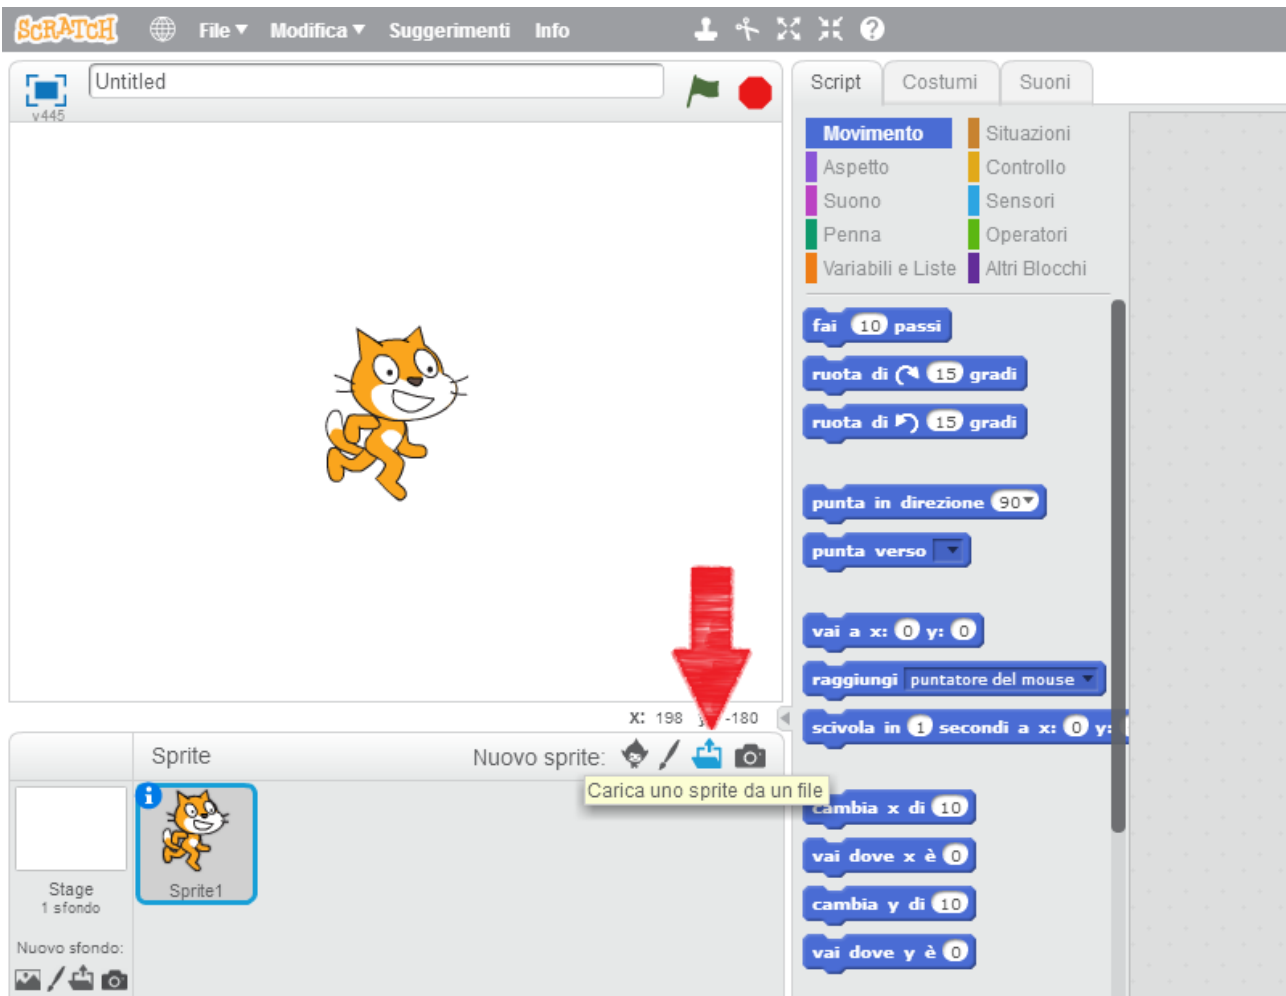 SCRATCH File Modifica Suggerimenti Info ?
Untitled
v445
Script Costumi Suoni
Movimento Situazioni
Aspetto Controllo
Suono Sensori
Penna Operatori
Variabili e Liste Altri Blocchi
fai 10 passi
ruota di 15 gradi
ruota di 15 gradi
punta in direzione 90
punta verso
vai a x: 0 y: 0
raggiungi puntatore del mouse
scivola in 1 secondi a x: 0 y:
cambia x di 10
vai dove x è 0
cambia y di 10
vai dove y è 0
X: 198 -180
Sprite Nuovo sprite:
Carica uno sprite da un file
i
Sprite1
Stage
1 sfondo
Nuovo sfondo: